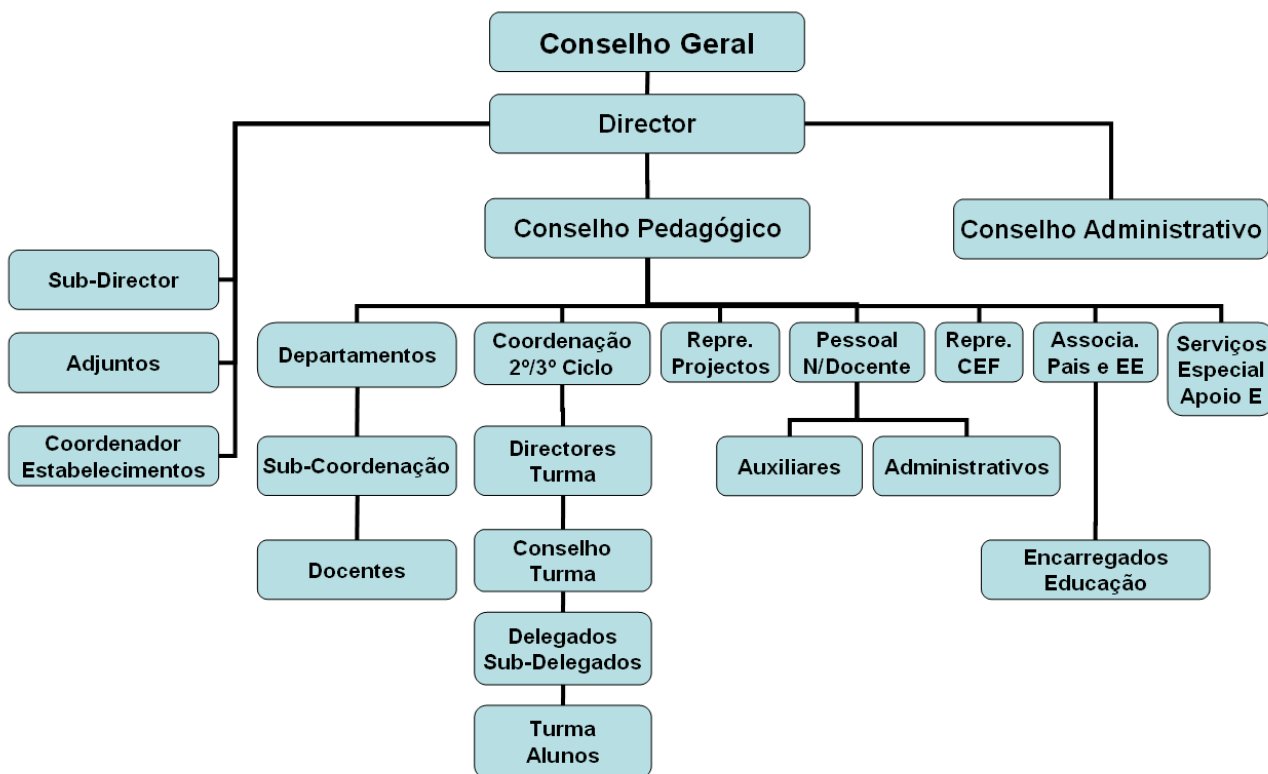 Conselho Geral
Director
Conselho Pedagógico
Conselho Administrativo
Sub-Director
Adjuntos
Coordenador
Estabelecimentos
Departamentos
Coordenação
2º/3º Ciclo
Repre.
Projectos
Pessoal
N/Docente
Repre.
CEF
Associa.
Pais e EE
Serviços
Especial
Apoio E
Sub-Coordenação
Directores
Turma
Auxiliares
Administrativos
Docentes
Conselho
Turma
Encarregados
Educação
Delegados
Sub-Delegados
Turma
Alunos